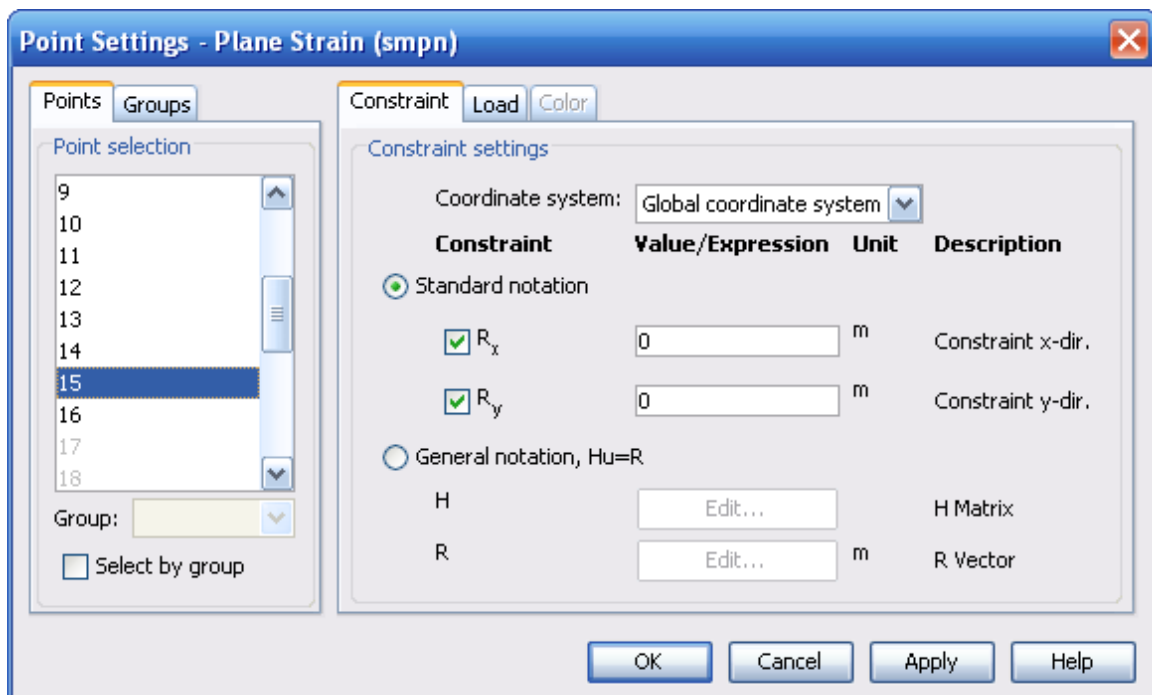 Point Settings - Plane Strain (smpn)
Points Groups
Point selection
9
10
11
12
13
14
15
16
17
18
Group:
Select by group
Constraint Load Color
Constraint settings
Coordinate system: Global coordinate system
Constraint Value/Expression Unit Description
Standard notation
Rx 0 m Constraint x-dir.
Ry 0 m Constraint y-dir.
General notation, Hu=R
H Edit... H Matrix
R Edit... m R Vector
OK Cancel Apply Help